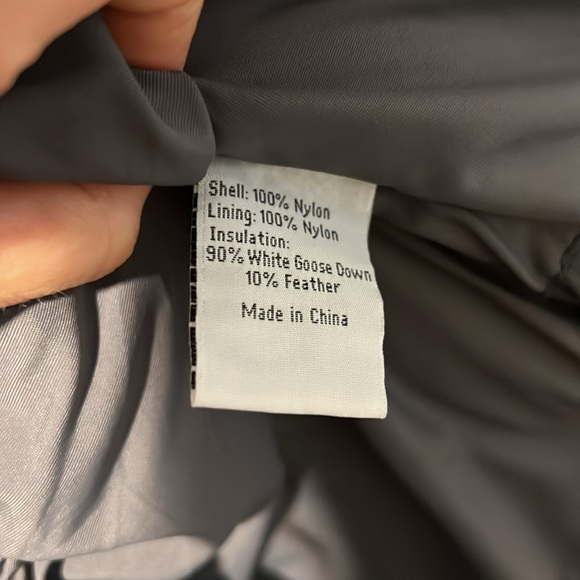 Shell: 100% Nylon
Lining: 100% Nylon
Insulation:
90% White Goose Down
10% Feather
Made in China